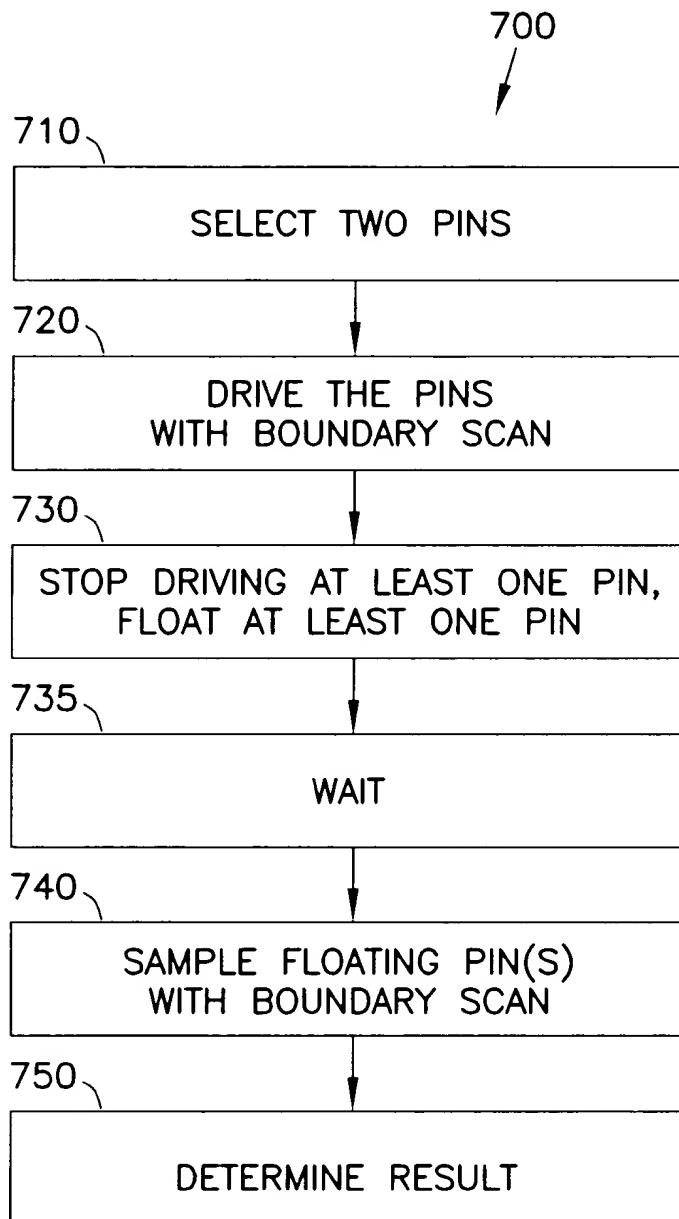 700
710
SELECT TWO PINS
720
DRIVE THE PINS
WITH BOUNDARY SCAN
730
STOP DRIVING AT LEAST ONE PIN,
FLOAT AT LEAST ONE PIN
735
WAIT
740
SAMPLE FLOATING PIN(S)
WITH BOUNDARY SCAN
750
DETERMINE RESULT